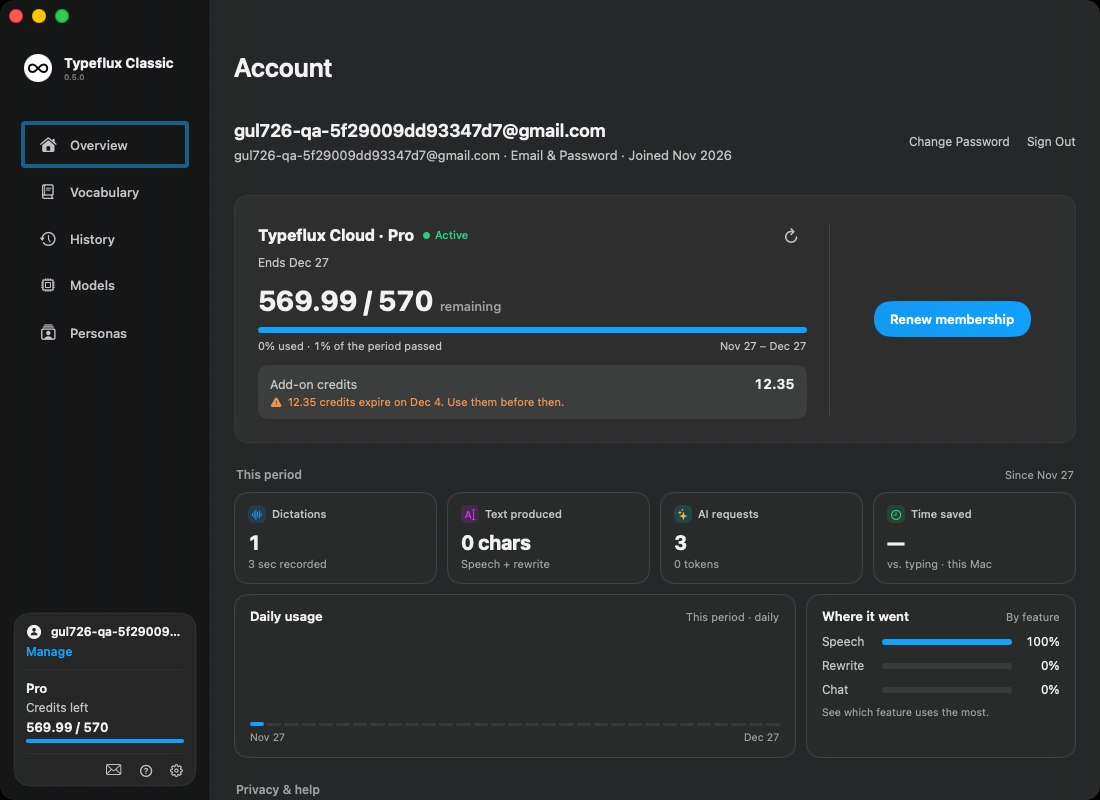 Typeflux Classic
0.5.0
Overview
Vocabulary
History
Models
Personas
gul726-qa-5f29009...
Manage
Pro
Credits left
569.99 / 570
Account
gul726-qa-5f29009dd93347d7@gmail.com
gul726-qa-5f29009dd93347d7@gmail.com · Email & Password · Joined Nov 2026
Change Password
Sign Out
Typeflux Cloud · Pro
Active
Ends Dec 27
569.99 / 570 remaining
0% used · 1% of the period passed
Nov 27 – Dec 27
Add-on credits
12.35
12.35 credits expire on Dec 4. Use them before then.
Renew membership
This period
Since Nov 27
Dictations
1
3 sec recorded
Text produced
0 chars
Speech + rewrite
AI requests
3
0 tokens
Time saved
—
vs. typing · this Mac
Daily usage
This period · daily
Nov 27
Dec 27
Where it went
By feature
Speech 100%
Rewrite 0%
Chat 0%
See which feature uses the most.
Privacy & help